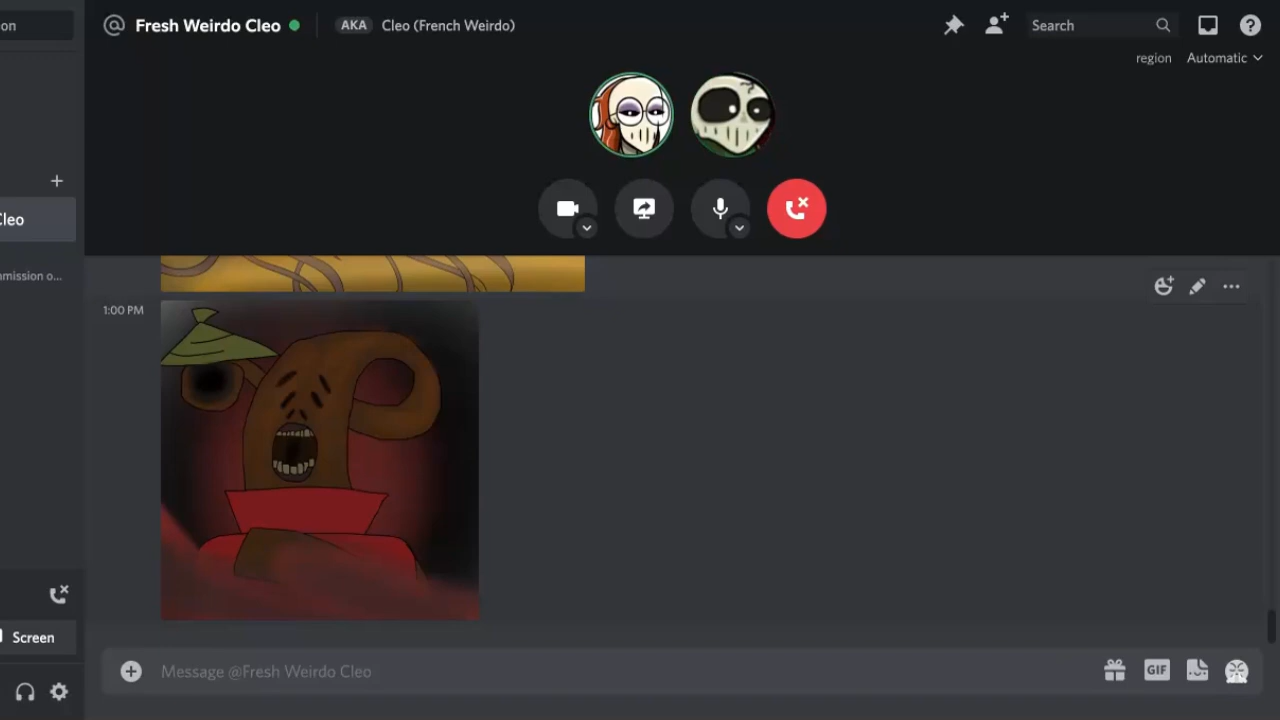 on
Fresh Weirdo Cleo
AKA Cleo (French Weirdo)
Search
region Automatic
Cleo
mission o...
1:00 PM
Screen
Message @Fresh Weirdo Cleo
GIF